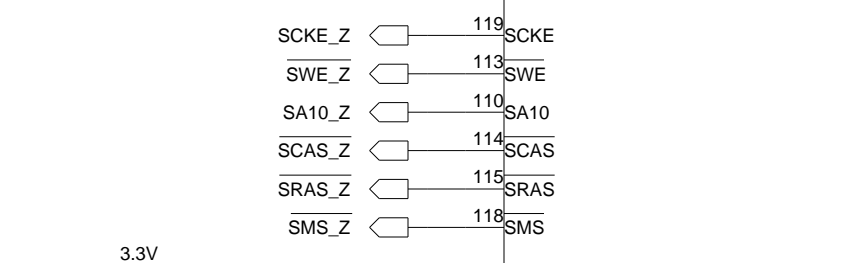 SCKE_Z 119 SCKE
SWE_Z 113 SWE
SA10_Z 110 SA10
SCAS_Z 114 SCAS
SRAS_Z 115 SRAS
SMS_Z 118 SMS
3.3V